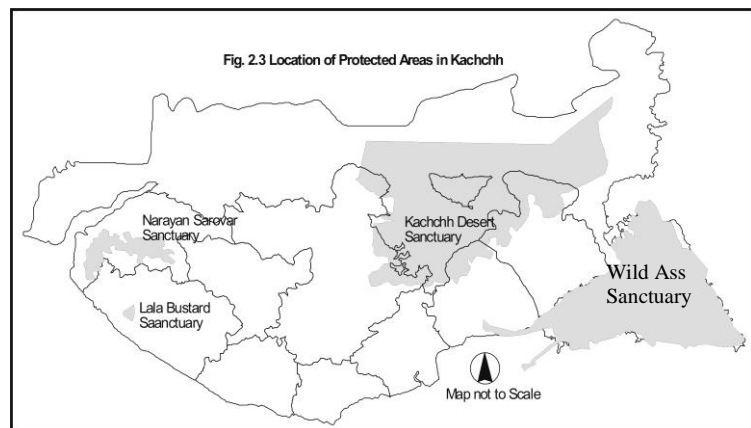 Fig. 2.3 Location of Protected Areas in Kachchh
Narayan Sarovar
Sanctuary
Kachchh Desert
Sanctuary
Wild Ass
Sanctuary
Lala Bustard
Saanctuary
Map not to Scale